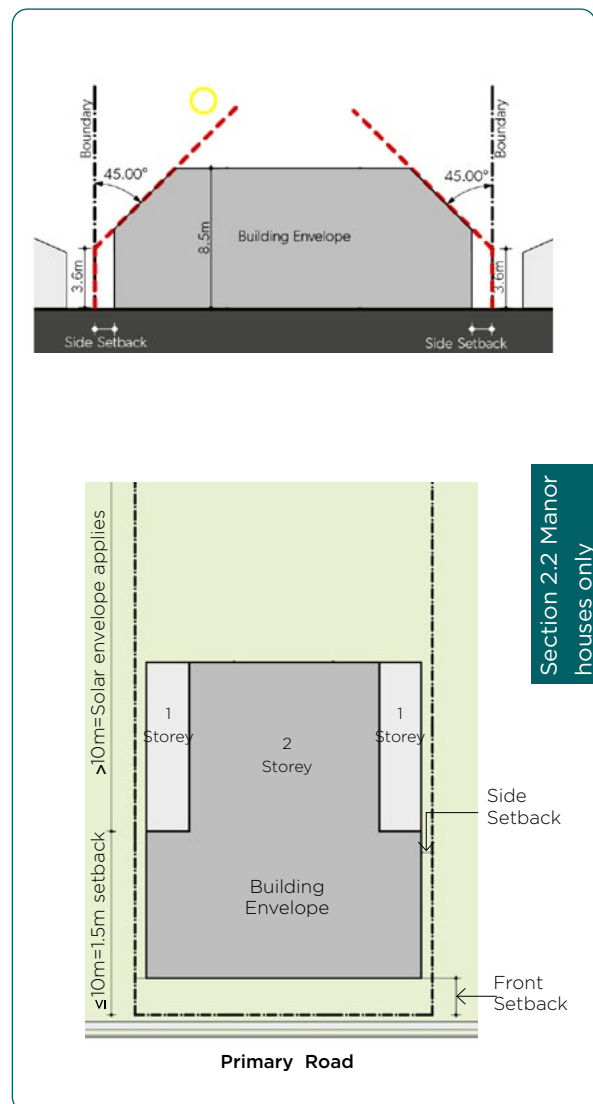 Boundary
Boundary
45.00°
45.00°
8.5m
Building Envelope
3.6m
3.6m
Side Setback
Side Setback
Section 2.2 Manor
houses only
>10m=Solar envelope applies
≤10m=1.5m setback
1
Storey
2
Storey
1
Storey
Side
Setback
Building
Envelope
Front
Setback
Primary Road